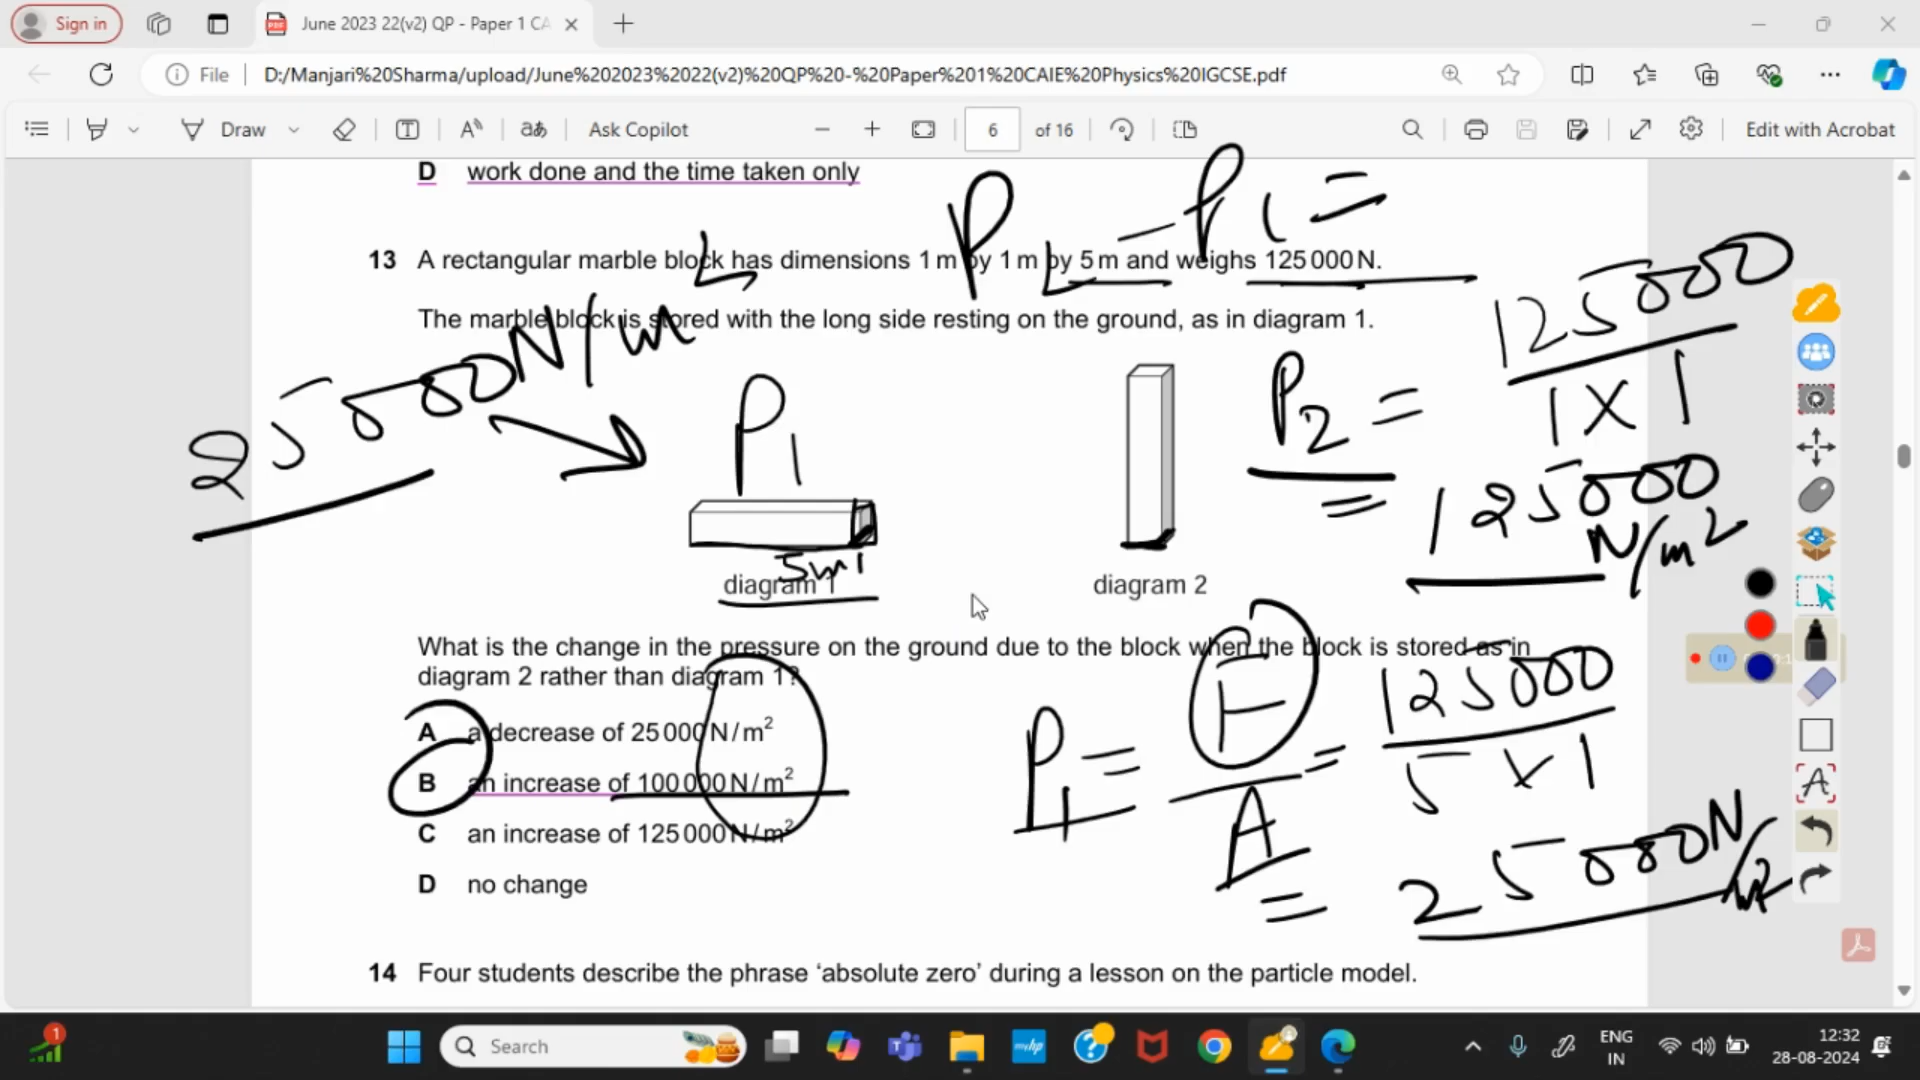 Sign in
June 2023 22(v2) QP - Paper 1 CA
File
D:/Manjari%20Sharma/upload/June%202023%2022(v2)%20QP%20-%20Paper%201%20CAIE%20Physics%20IGCSE.pdf
Draw
Ask Copilot
6 of 16
Edit with Acrobat
D work done and the time taken only
P2 - P1 =
13 A rectangular marble block has dimensions 1 m by 1 m by 5 m and weighs 125 000 N.
The marble block is stored with the long side resting on the ground, as in diagram 1.
25000N/m²
P1
P2 = 125000
1 X 1
= 125000
N/m²
5m 1
diagram 1
diagram 2
What is the change in the pressure on the ground due to the block when the block is stored as in
diagram 2 rather than diagram 1?
A a decrease of 25 000 N / m²
B an increase of 100 000 N / m²
C an increase of 125 000 N / m²
D no change
P1 = F = 125000
A 5 x 1
= 25000N/m²
14 Four students describe the phrase ‘absolute zero’ during a lesson on the particle model.
1
Search
myhp
ENG
IN
12:32
28-08-2024